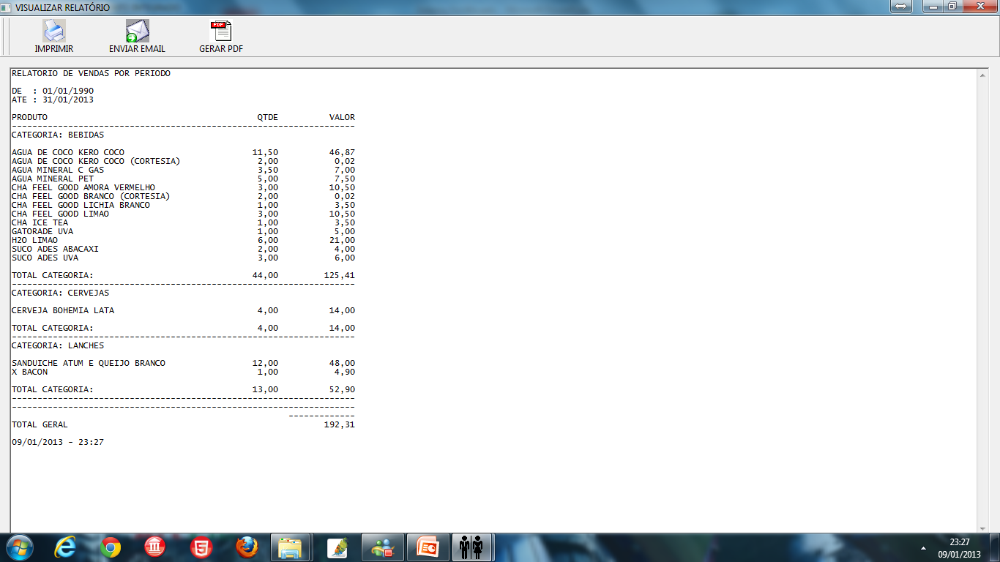 VISUALIZAR RELATÓRIO
IMPRIMIR ENVIAR EMAIL GERAR PDF
RELATORIO DE VENDAS POR PERIODO
DE : 01/01/1990
ATE : 31/01/2013
PRODUTO QTDE VALOR
CATEGORIA: BEBIDAS
AGUA DE COCO KERO COCO 11,50 46,87
AGUA DE COCO KERO COCO (CORTESIA) 2,00 0,02
AGUA MINERAL C GAS 3,50 7,00
AGUA MINERAL PET 5,00 7,50
CHA FEEL GOOD AMORA VERMELHO 3,00 10,50
CHA FEEL GOOD BRANCO (CORTESIA) 2,00 0,02
CHA FEEL GOOD LICHIA BRANCO 1,00 3,50
CHA FEEL GOOD LIMAO 3,00 10,50
CHA ICE TEA 1,00 3,50
GATORADE UVA 1,00 5,00
H2O LIMAO 6,00 21,00
SUCO ADES ABACAXI 2,00 4,00
SUCO ADES UVA 3,00 6,00
TOTAL CATEGORIA: 44,00 125,41
CATEGORIA: CERVEJAS
CERVEJA BOHEMIA LATA 4,00 14,00
TOTAL CATEGORIA: 4,00 14,00
CATEGORIA: LANCHES
SANDUICHE ATUM E QUEIJO BRANCO 12,00 48,00
X BACON 1,00 4,90
TOTAL CATEGORIA: 13,00 52,90
TOTAL GERAL 192,31
09/01/2013 - 23:27
23:27
09/01/2013